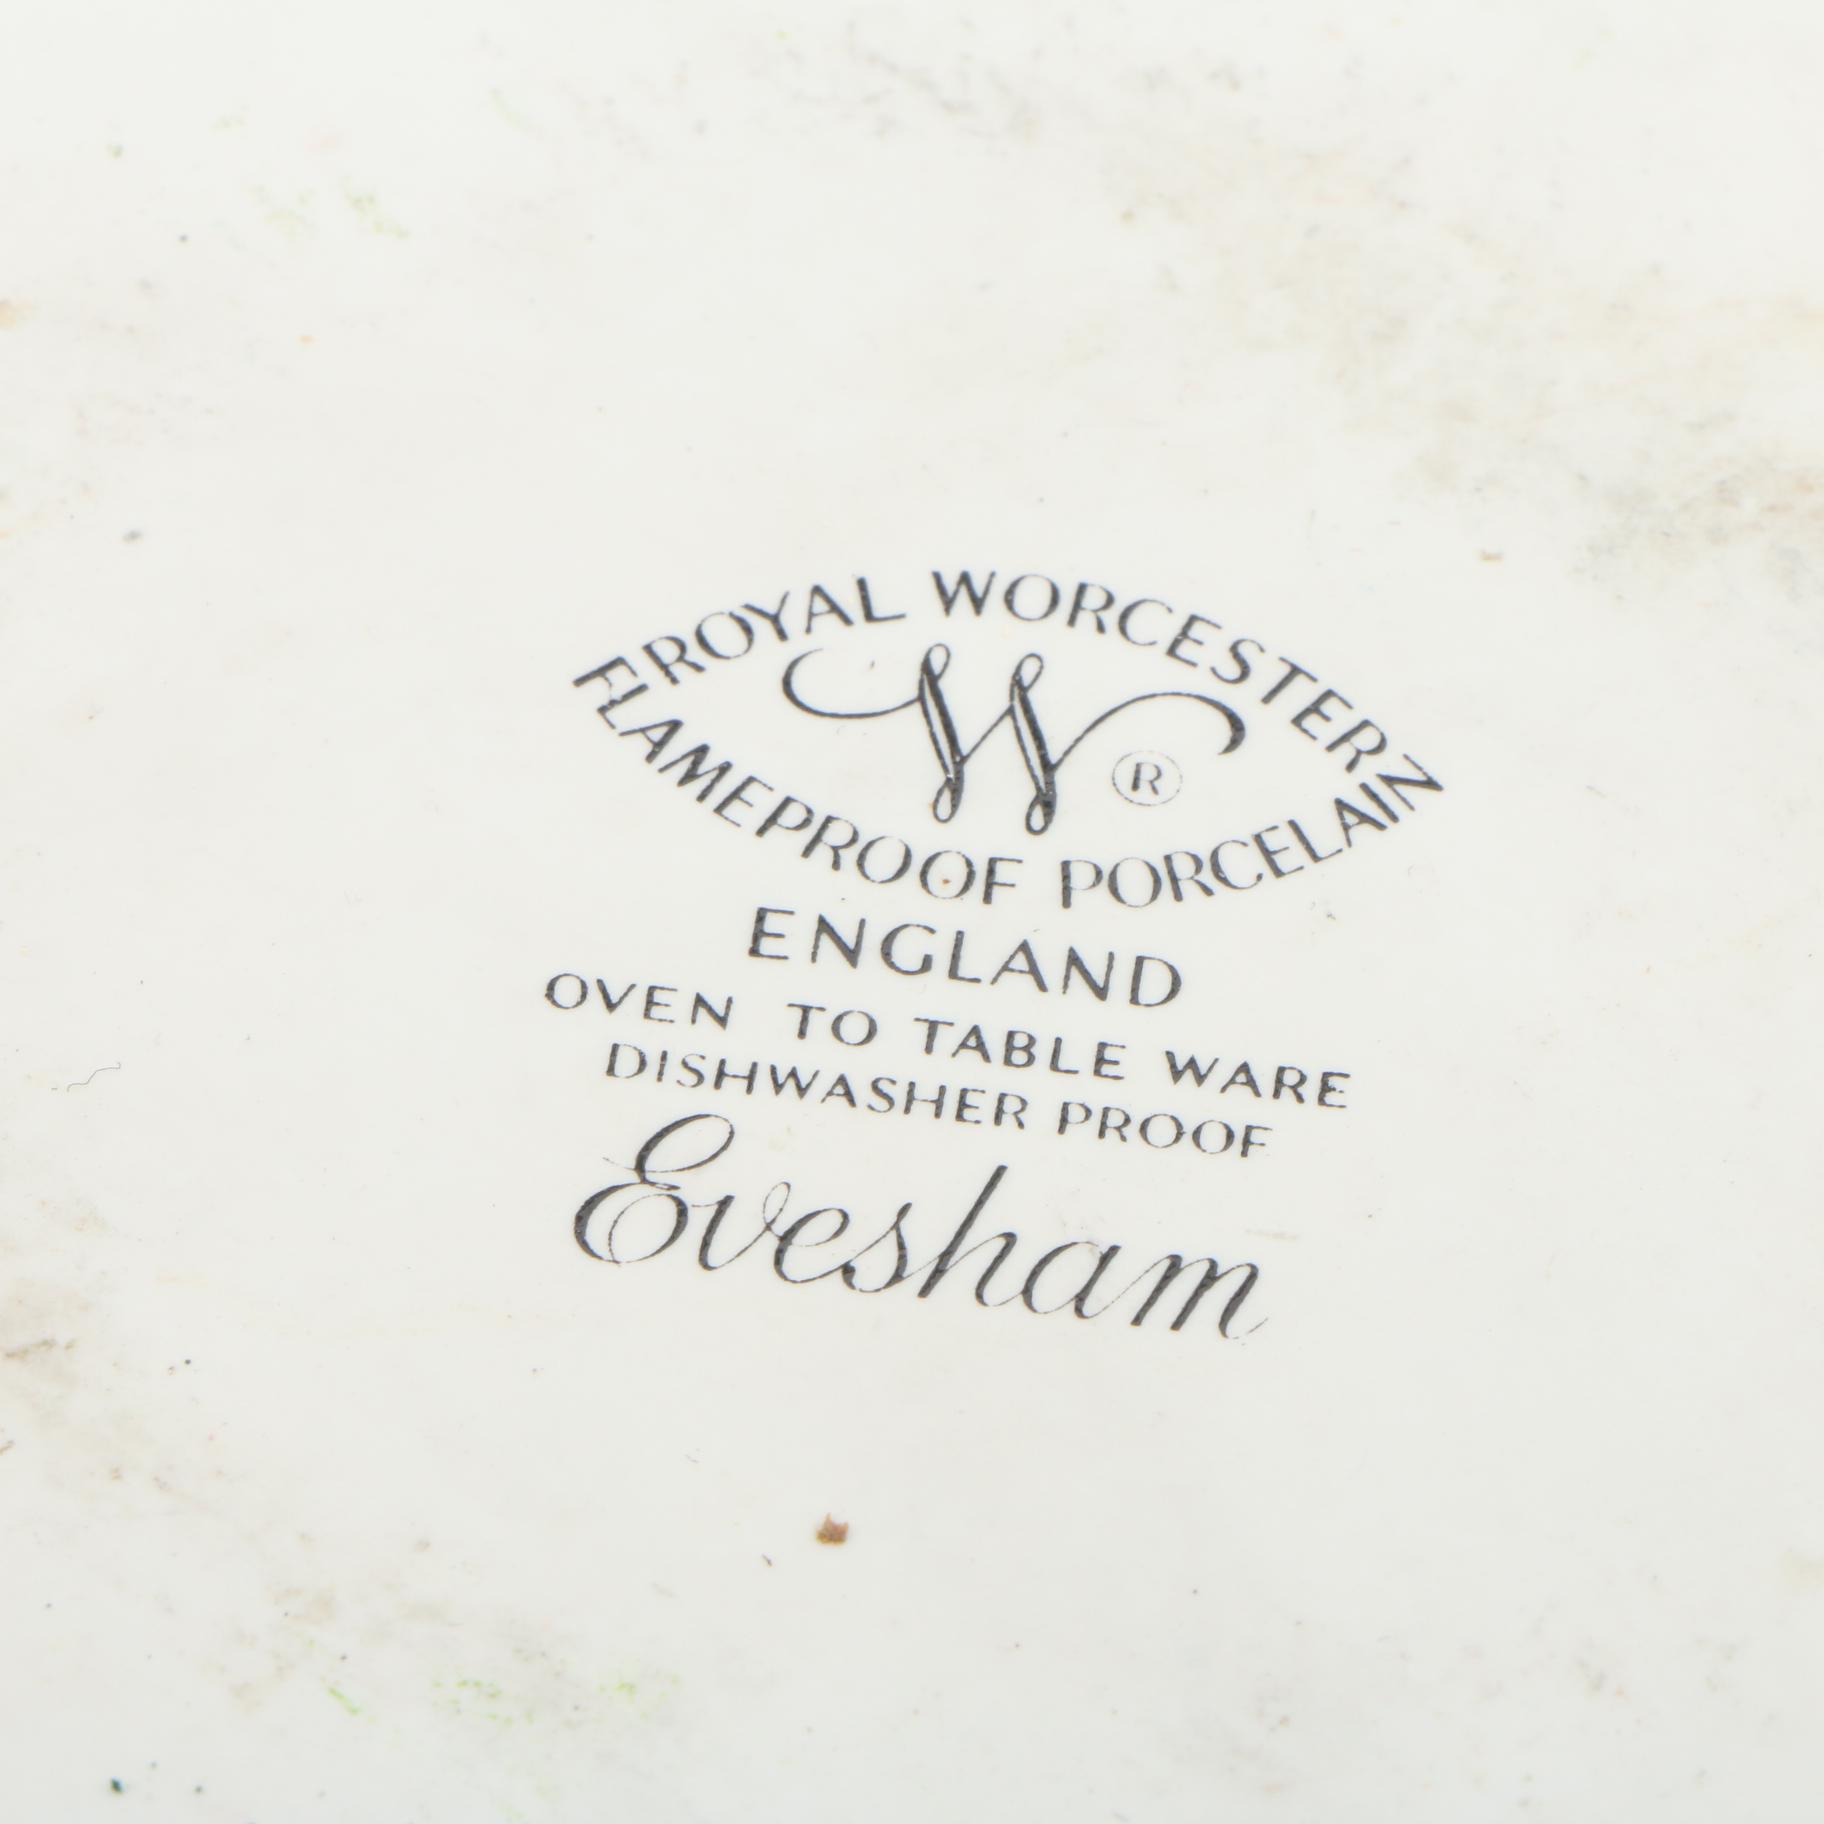 ROYAL WORCESTER
W ®
FLAMEPROOF PORCELAIN
ENGLAND
OVEN TO TABLE WARE
DISHWASHER PROOF
Evesham